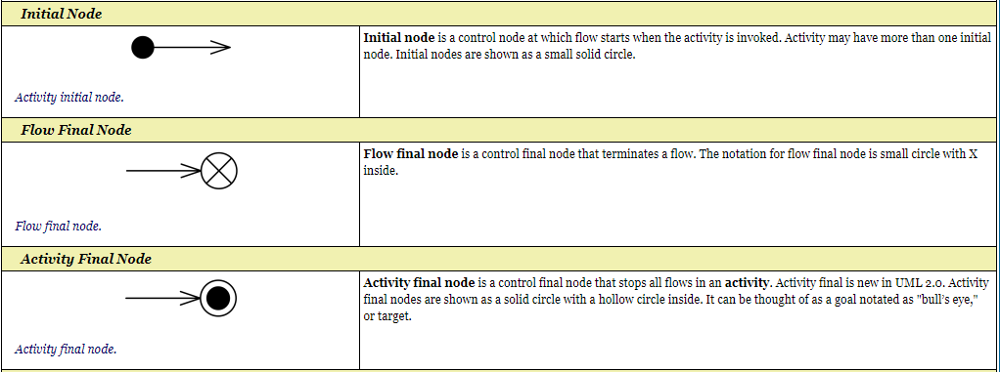 Initial Node
Initial node is a control node at which flow starts when the activity is invoked. Activity may have more than one initial
node. Initial nodes are shown as a small solid circle.
Activity initial node.
Flow Final Node
Flow final node is a control final node that terminates a flow. The notation for flow final node is small circle with X
inside.
Flow final node.
Activity Final Node
Activity final node is a control final node that stops all flows in an activity. Activity final is new in UML 2.0. Activity
final nodes are shown as a solid circle with a hollow circle inside. It can be thought of as a goal notated as "bull’s eye,”
or target.
Activity final node.